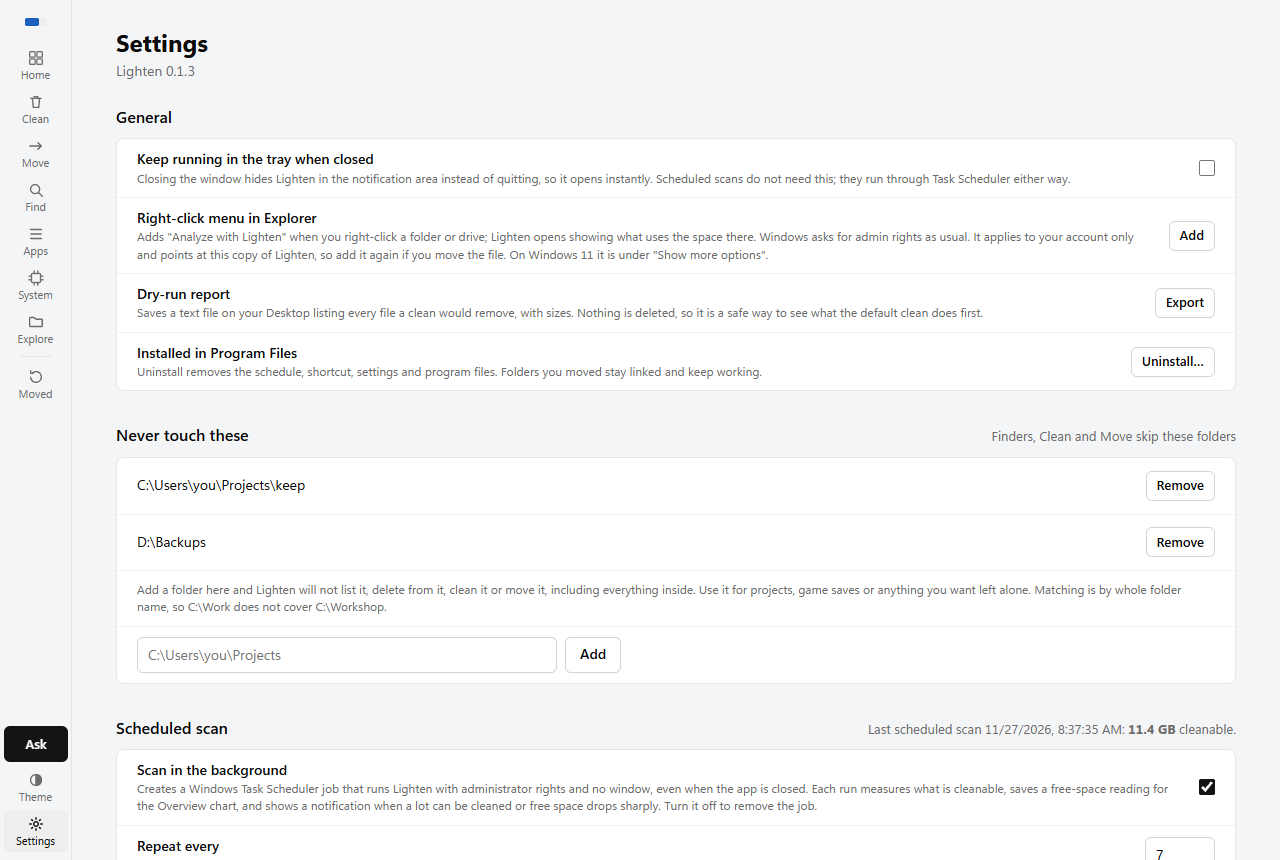 Home
Clean
Move
Find
Apps
System
Explore
Moved
Ask
Theme
Settings
Settings
Lighten 0.1.3
General
Keep running in the tray when closed
Closing the window hides Lighten in the notification area instead of quitting, so it opens instantly. Scheduled scans do not need this; they run through Task Scheduler either way.
Right-click menu in Explorer
Adds "Analyze with Lighten" when you right-click a folder or drive; Lighten opens showing what uses the space there. Windows asks for admin rights as usual. It applies to your account only
and points at this copy of Lighten, so add it again if you move the file. On Windows 11 it is under "Show more options".
Add
Dry-run report
Saves a text file on your Desktop listing every file a clean would remove, with sizes. Nothing is deleted, so it is a safe way to see what the default clean does first.
Export
Installed in Program Files
Uninstall removes the schedule, shortcut, settings and program files. Folders you moved stay linked and keep working.
Uninstall...
Never touch these
Finders, Clean and Move skip these folders
C:\Users\you\Projects\keep
Remove
D:\Backups
Remove
Add a folder here and Lighten will not list it, delete from it, clean it or move it, including everything inside. Use it for projects, game saves or anything you want left alone. Matching is by whole folder
name, so C:\Work does not cover C:\Workshop.
C:\Users\you\Projects
Add
Scheduled scan
Last scheduled scan 11/27/2026, 8:37:35 AM: 11.4 GB cleanable.
Scan in the background
Creates a Windows Task Scheduler job that runs Lighten with administrator rights and no window, even when the app is closed. Each run measures what is cleanable, saves a free-space reading for
the Overview chart, and shows a notification when a lot can be cleaned or free space drops sharply. Turn it off to remove the job.
Repeat every
7